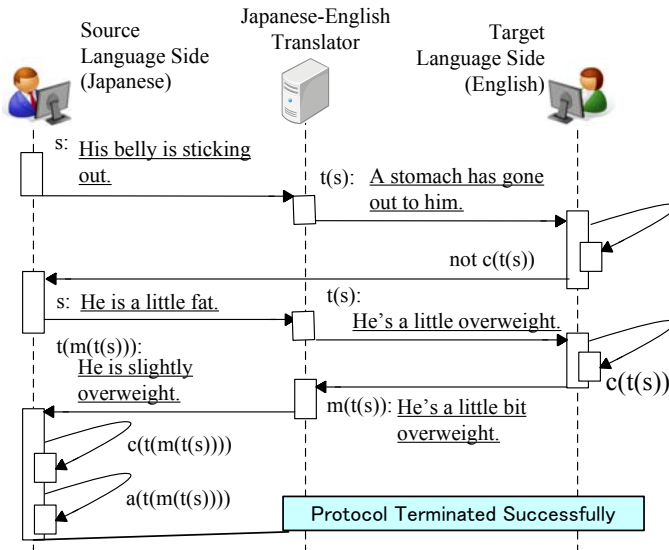 Source
Language Side
(Japanese)
Japanese-English
Translator
Target
Language Side
(English)
s: His belly is sticking
out.
t(s): A stomach has gone
out to him.
not c(t(s))
s: He is a little fat.
t(s):
He's a little overweight.
c(t(s))
t(m(t(s))):
He is slightly
overweight.
m(t(s)): He's a little bit
overweight.
c(t(m(t(s))))
a(t(m(t(s))))
Protocol Terminated Successfully